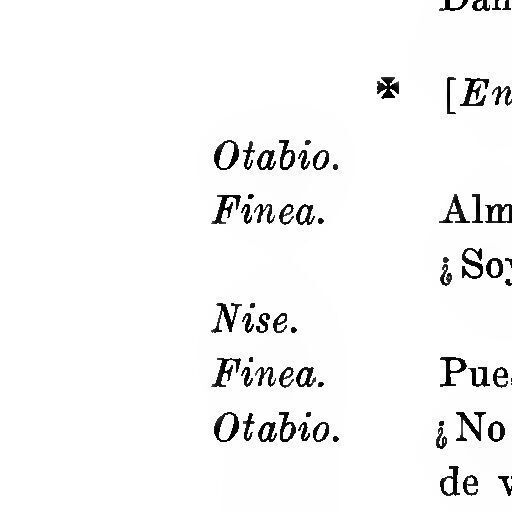 ✠ [En
Otabio.
Finea. Alm
¿Soy
Nise.
Finea. Pue
Otabio. ¿No
de v